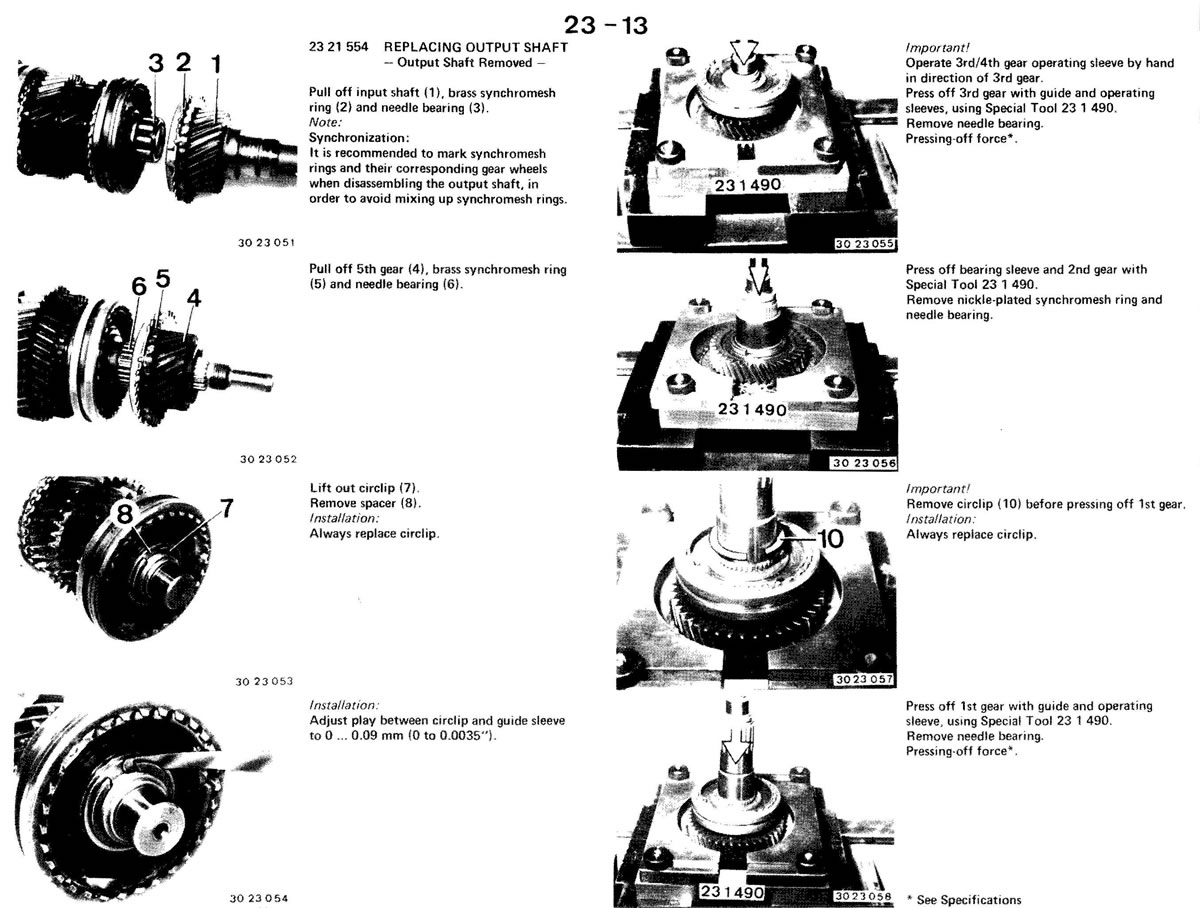 23 – 13
23 21 554 REPLACING OUTPUT SHAFT
– Output Shaft Removed –
3 2 1
Pull off input shaft (1), brass synchromesh
ring (2) and needle bearing (3).
Note:
Synchronization:
It is recommended to mark synchromesh
rings and their corresponding gear wheels
when disassembling the output shaft, in
order to avoid mixing up synchromesh rings.
30 23 051
6 5 4
Pull off 5th gear (4), brass synchromesh ring
(5) and needle bearing (6).
30 23 052
8 7
Lift out circlip (7).
Remove spacer (8).
Installation:
Always replace circlip.
30 23 053
Installation:
Adjust play between circlip and guide sleeve
to 0 ... 0.09 mm (0 to 0.0035").
30 23 054
23 1 490
30 23 055
Important!
Operate 3rd/4th gear operating sleeve by hand
in direction of 3rd gear.
Press off 3rd gear with guide and operating
sleeves, using Special Tool 23 1 490.
Remove needle bearing.
Pressing-off force*.
23 1 490
30 23 056
Press off bearing sleeve and 2nd gear with
Special Tool 23 1 490.
Remove nickle-plated synchromesh ring and
needle bearing.
10
30 23 057
Important!
Remove circlip (10) before pressing off 1st gear.
Installation:
Always replace circlip.
23 1 490
30 23 058
Press off 1st gear with guide and operating
sleeve, using Special Tool 23 1 490.
Remove needle bearing.
Pressing-off force*.
* See Specifications